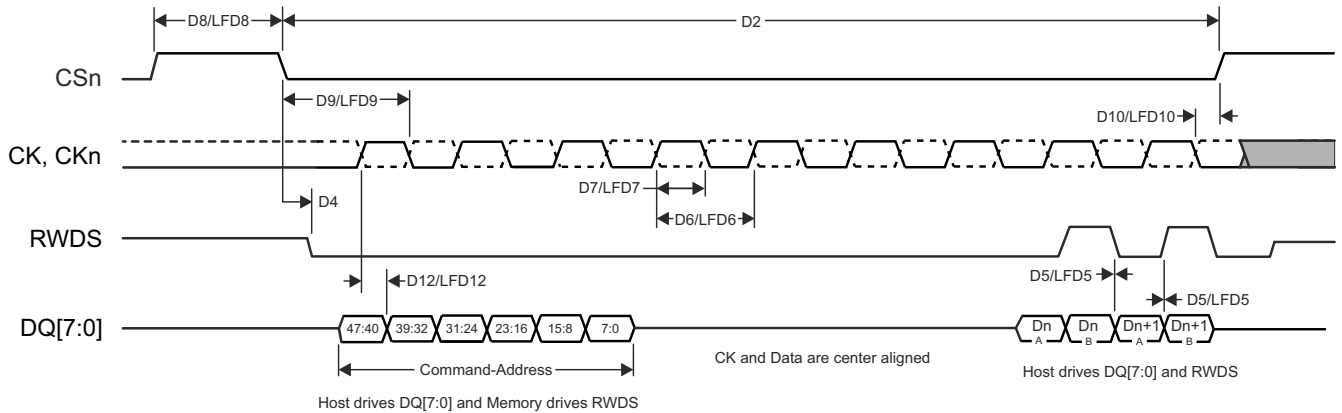 D8/LFD8
D2
CSn
D9/LFD9
D10/LFD10
CK, CKn
D7/LFD7
D4
D6/LFD6
RWDS
D12/LFD12
D5/LFD5
D5/LFD5
DQ[7:0]
47:40 39:32 31:24 23:16 15:8 7:0
Dn A Dn B Dn+1 A Dn+1 B
Command-Address
CK and Data are center aligned
Host drives DQ[7:0] and RWDS
Host drives DQ[7:0] and Memory drives RWDS